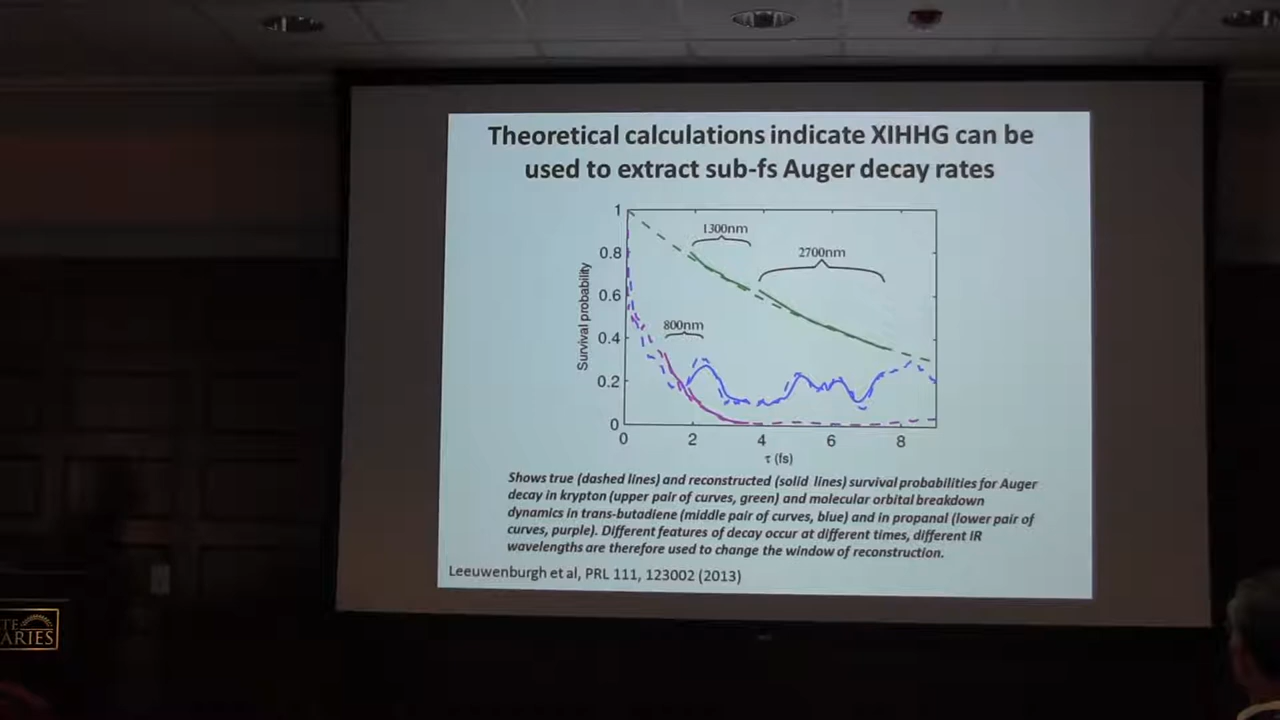 Theoretical calculations indicate XIHHG can be
used to extract sub-fs Auger decay rates
1
0.8
0.6
0.4
0.2
0
Survival probability
1300nm
2700nm
800nm
0
2
4
6
8
τ (fs)
Shows true (dashed lines) and reconstructed (solid lines) survival probabilities for Auger
decay in krypton (upper pair of curves, green) and molecular orbital breakdown
dynamics in trans-butadiene (middle pair of curves, blue) and in propanal (lower pair of
curves, purple). Different features of decay occur at different times, different IR
wavelengths are therefore used to change the window of reconstruction.
Leeuwenburgh et al, PRL 111, 123002 (2013)
TE
ARIES